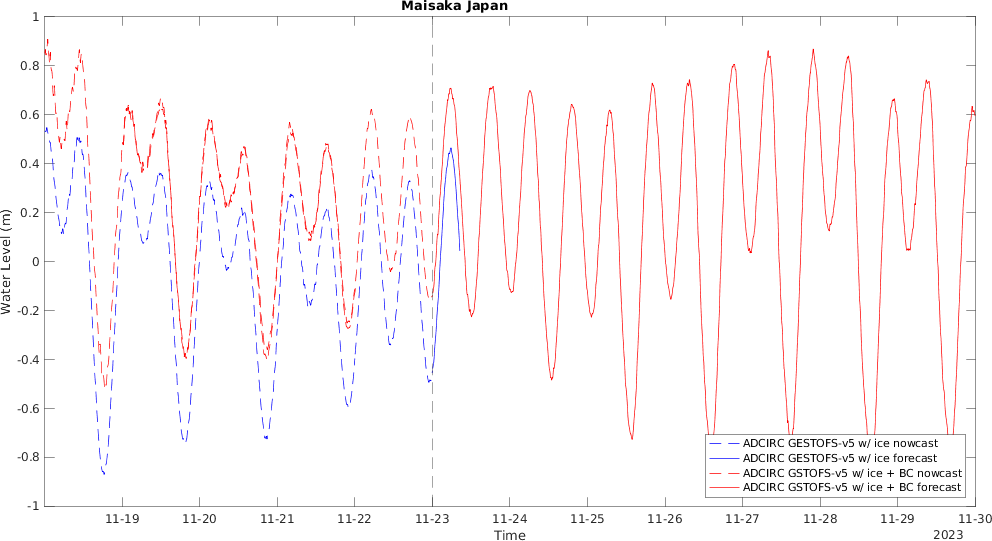 Maisaka Japan
1
0.8
0.6
0.4
0.2
0
-0.2
-0.4
-0.6
-0.8
-1
Water Level (m)
ADCIRC GESTOFS-v5 w/ ice nowcast
ADCIRC GESTOFS-v5 w/ ice forecast
ADCIRC GSTOFS-v5 w/ ice + BC nowcast
ADCIRC GSTOFS-v5 w/ ice + BC forecast
11-19 11-20 11-21 11-22 11-23 11-24 11-25 11-26 11-27 11-28 11-29 11-30
Time
2023